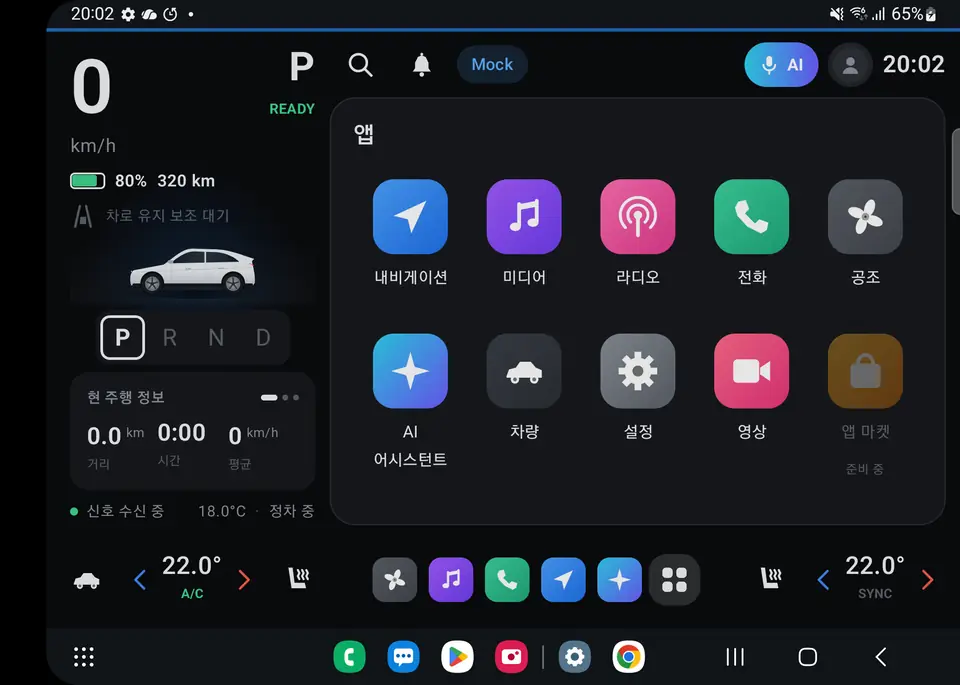 20:02
65%
0
P
READY
km/h
80% 320 km
차로 유지 보조 대기
P R N D
현 주행 정보
0.0 km 0:00 0 km/h
거리 시간 평균
신호 수신 중 18.0°C · 정차 중
Mock
AI
20:02
앱
내비게이션 미디어 라디오 전화 공조
AI
어시스턴트 차량 설정 영상 앱 마켓
준비 중
22.0°
A/C
22.0°
SYNC